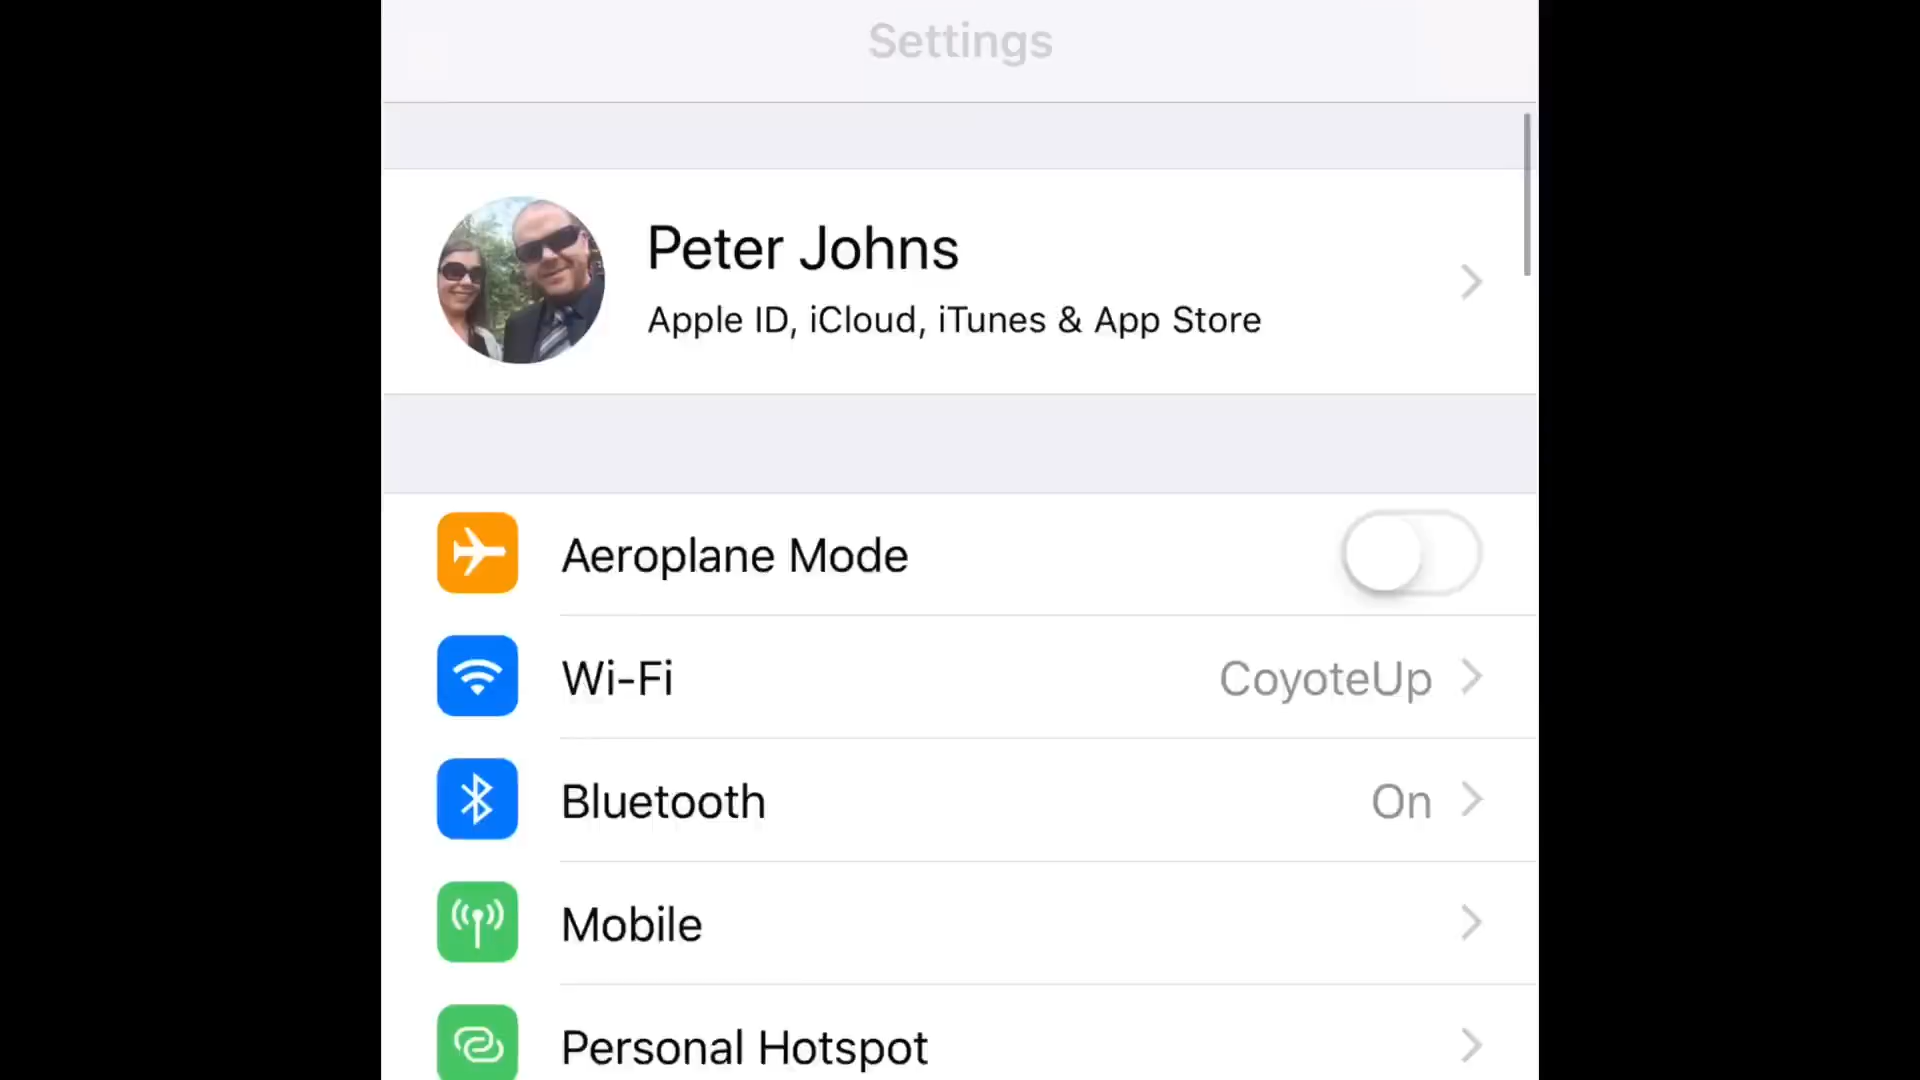 Settings
Peter Johns
Apple ID, iCloud, iTunes & App Store
Aeroplane Mode
Wi-Fi CoyoteUp
Bluetooth On
Mobile
Personal Hotspot